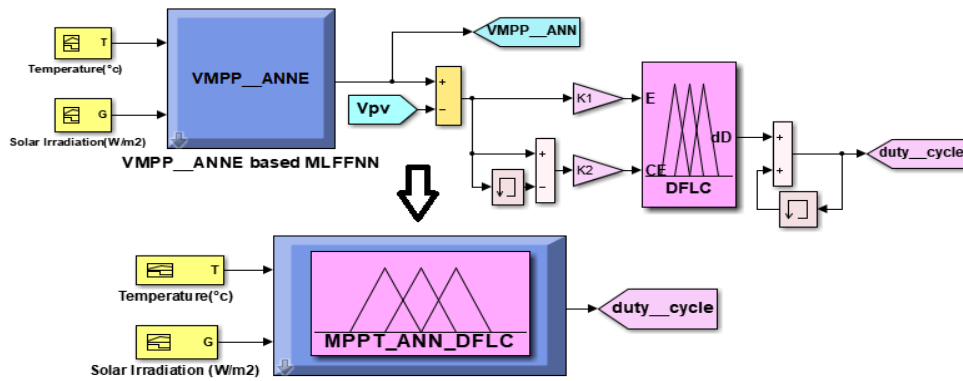 T
Temperature(°c)
G
Solar Irradiation(W/m2)
VMPP__ANNE
VMPP__ANNE based MLFFNN
VMPP__ANN
Vpv
+
−
+
−
K1
K2
E
CE
dD
DFLC
+
+
duty__cycle
T
Temperature(°c)
G
Solar Irradiation (W/m2)
MPPT_ANN_DFLC
duty__cycle